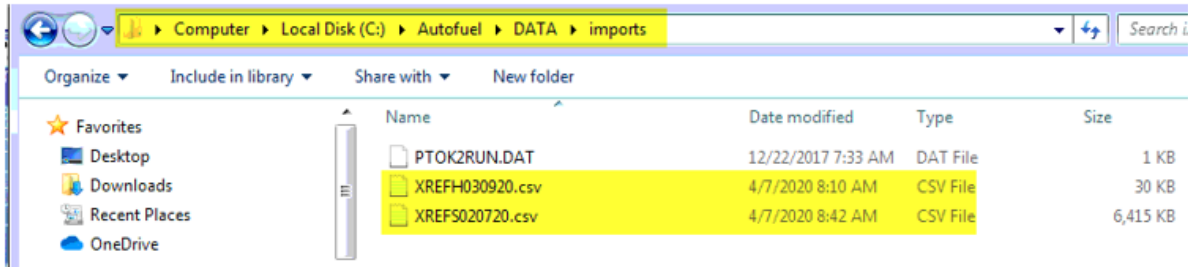 Computer Local Disk (C:) Autofuel DATA imports Search
Organize Include in library Share with New folder
Favorites Name Date modified Type Size
Desktop PTOK2RUN.DAT 12/22/2017 7:33 AM DAT File 1 KB
Downloads XREFH030920.csv 4/7/2020 8:10 AM CSV File 30 KB
Recent Places XREFS020720.csv 4/7/2020 8:42 AM CSV File 6,415 KB
OneDrive